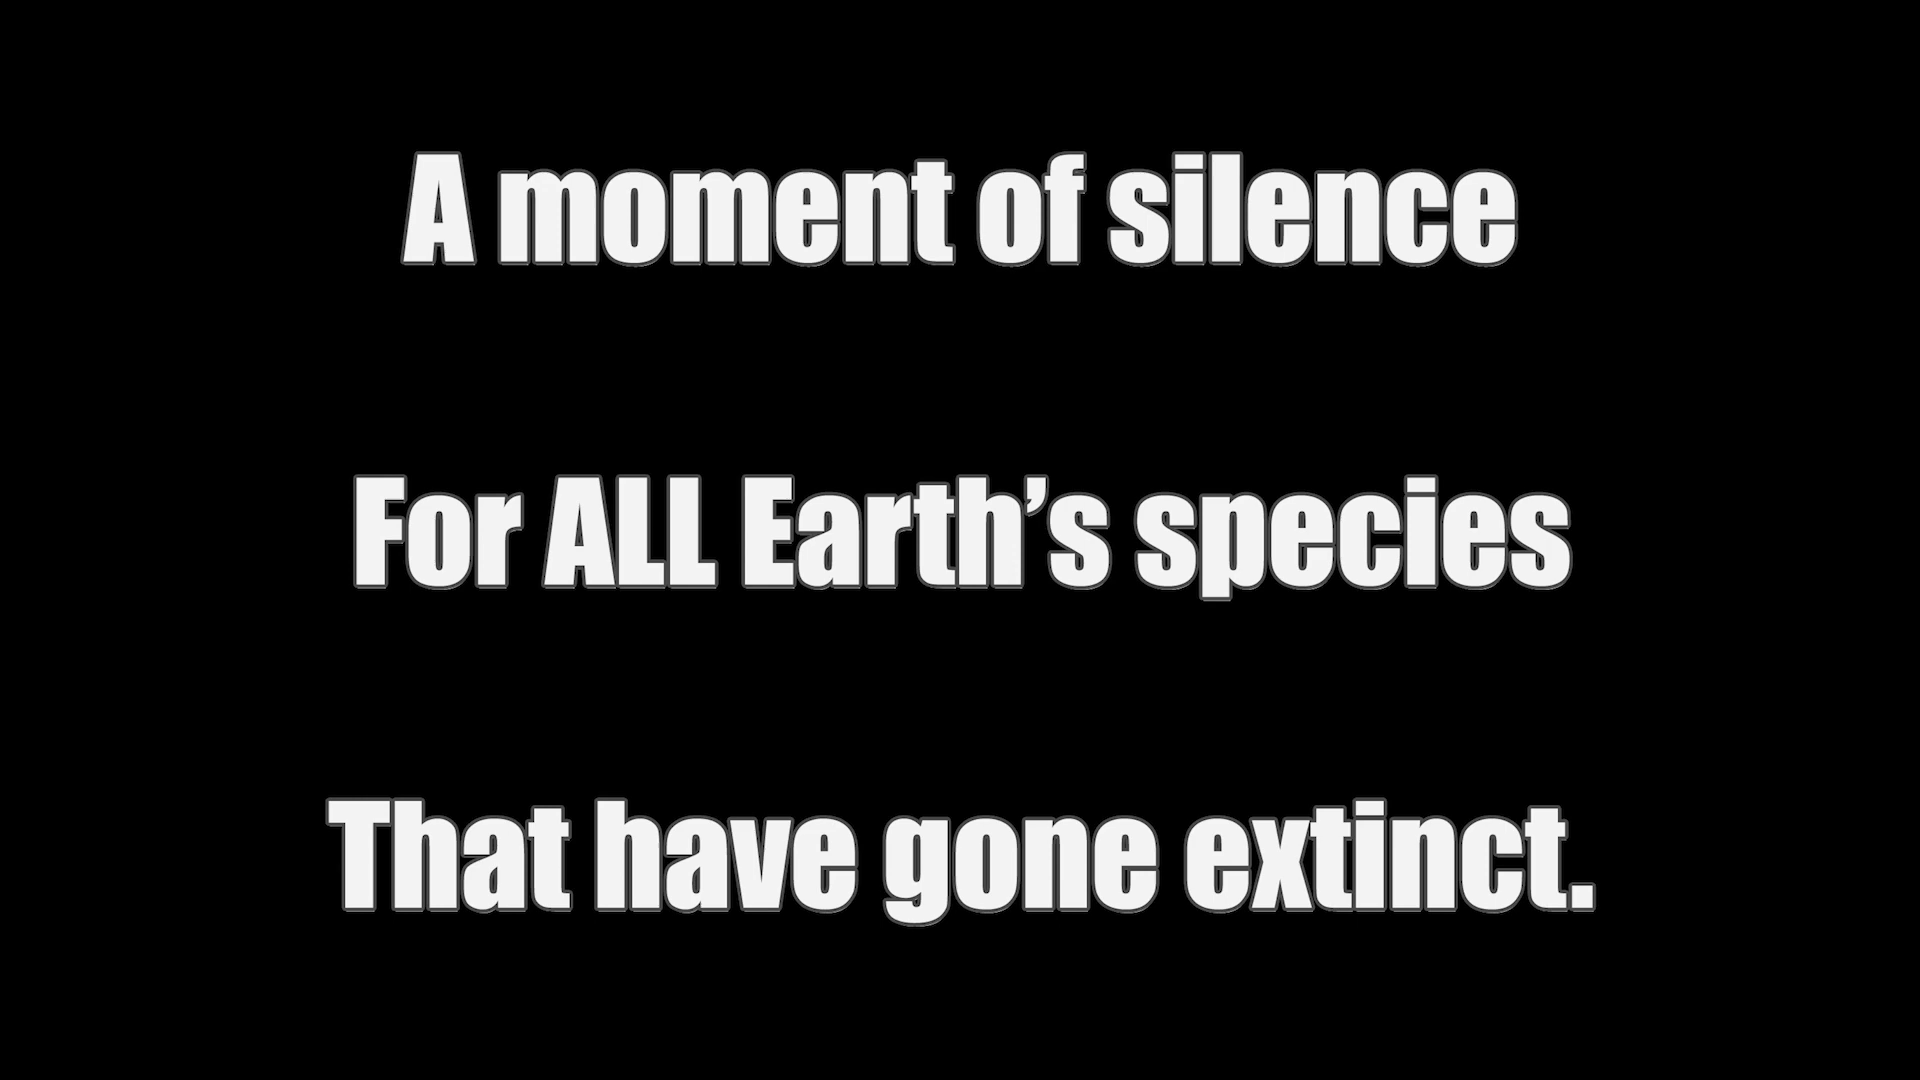 A moment of silence
For ALL Earth’s species
That have gone extinct.